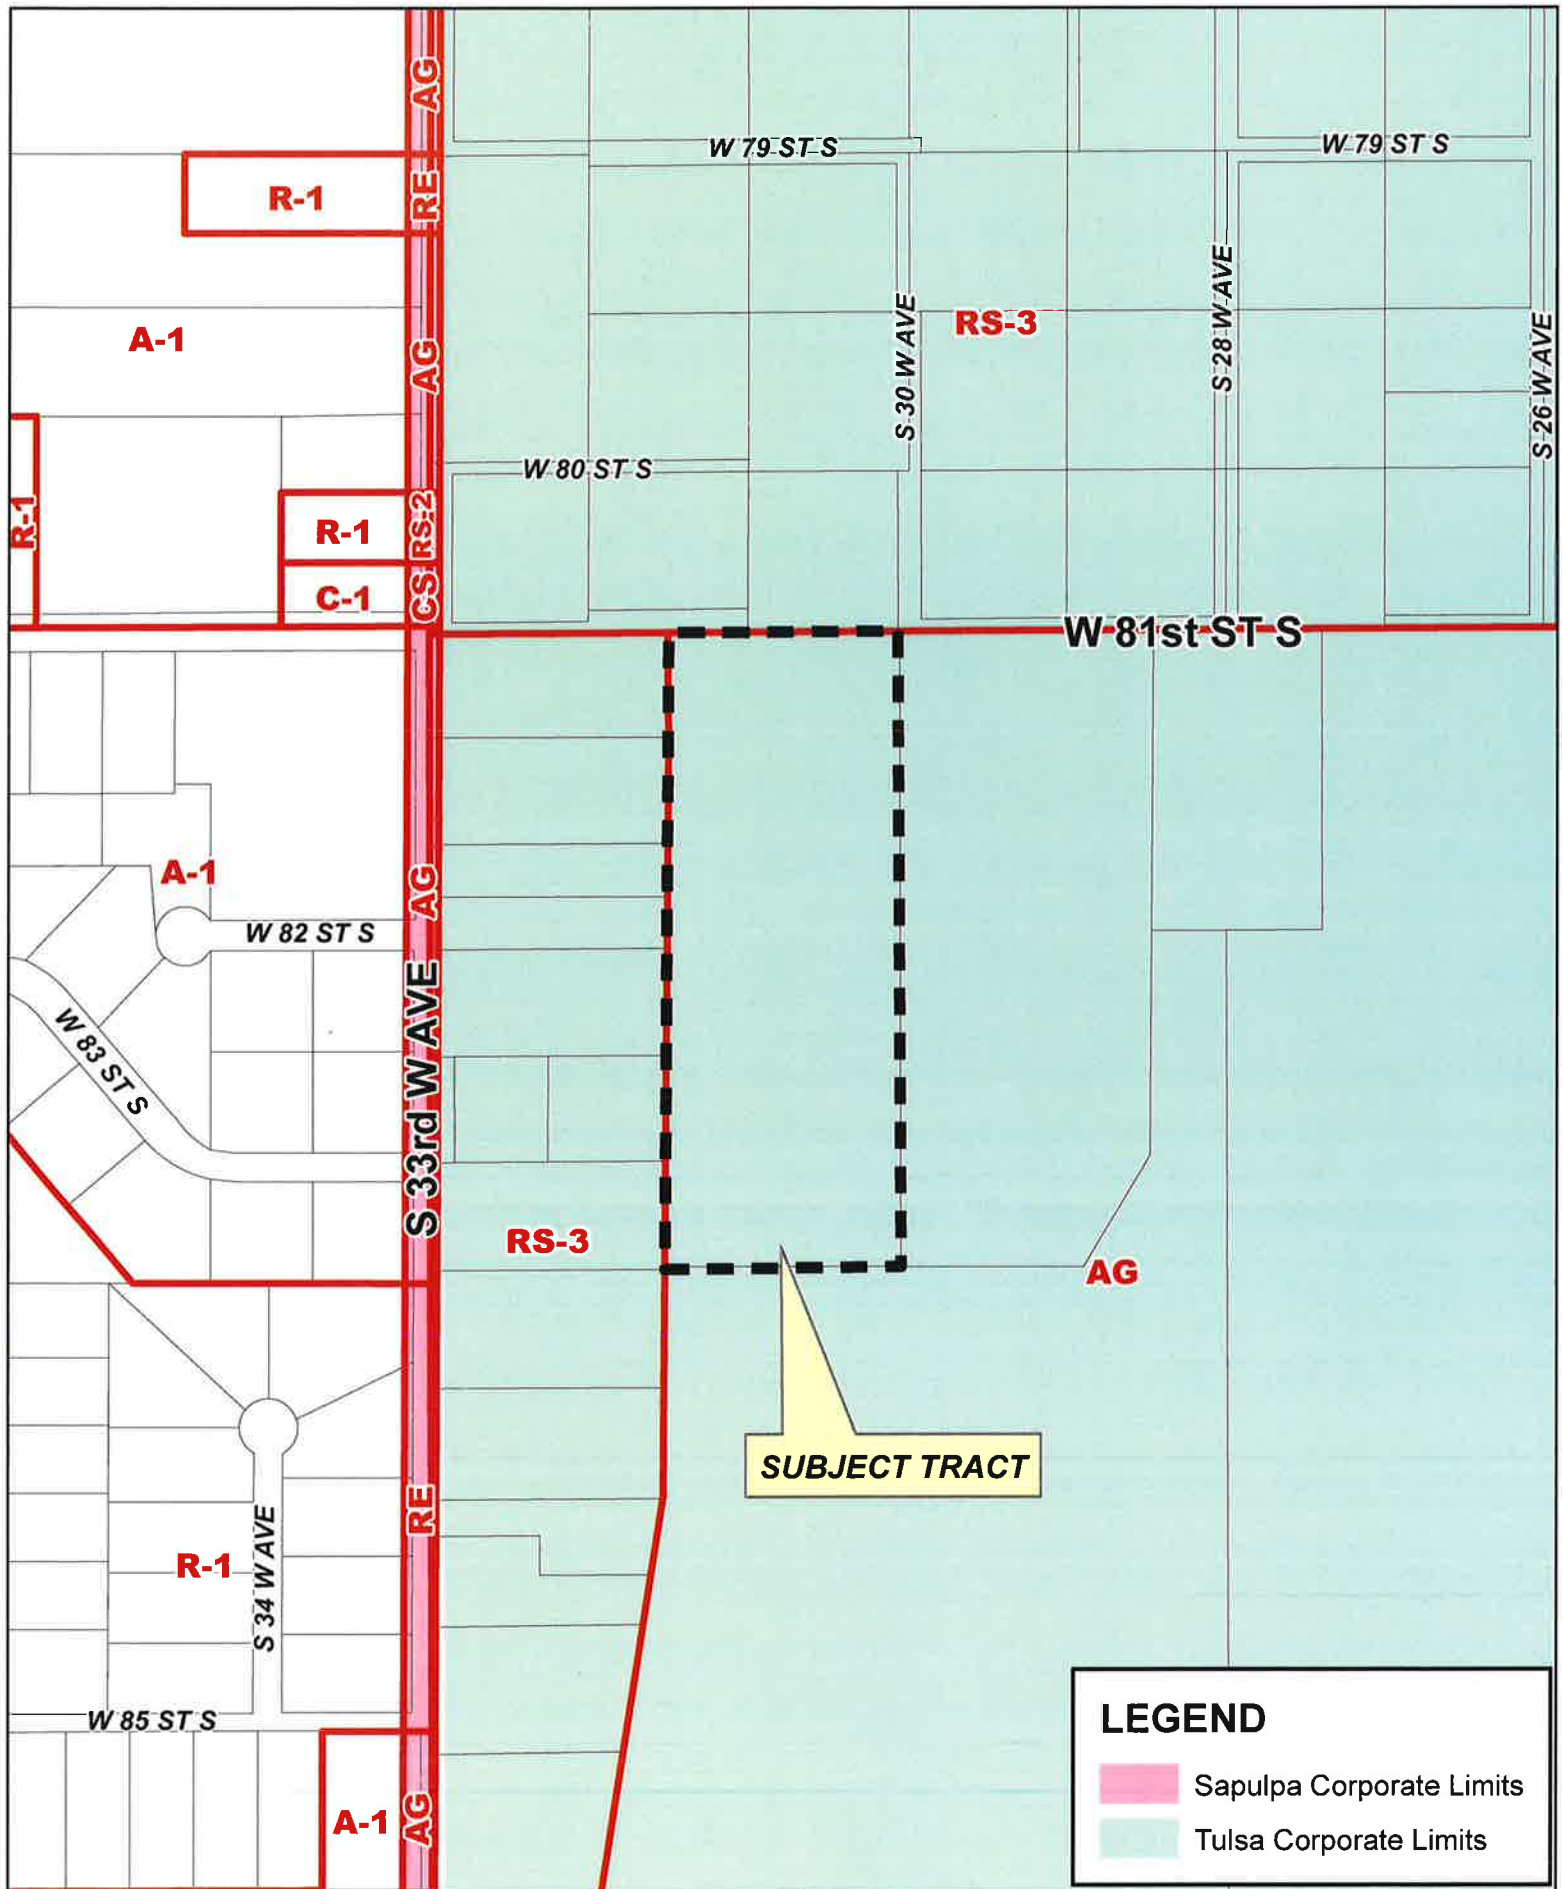 AG
W 79 ST S
W 79 ST S
R-1
RE
S 28 W AVE
S 30 W AVE
RS-3
A-1
AG
S 26 W AVE
W 80 ST S
R-1
R-1
RS-2
C-1
CS
W 81st ST S
A-1
AG
W 82 ST S
W 83 ST S
S 33rd W AVE
RS-3
AG
SUBJECT TRACT
RE
R-1
S 34 W AVE
W 85 ST S
A-1
AG
LEGEND
Sapulpa Corporate Limits
Tulsa Corporate Limits